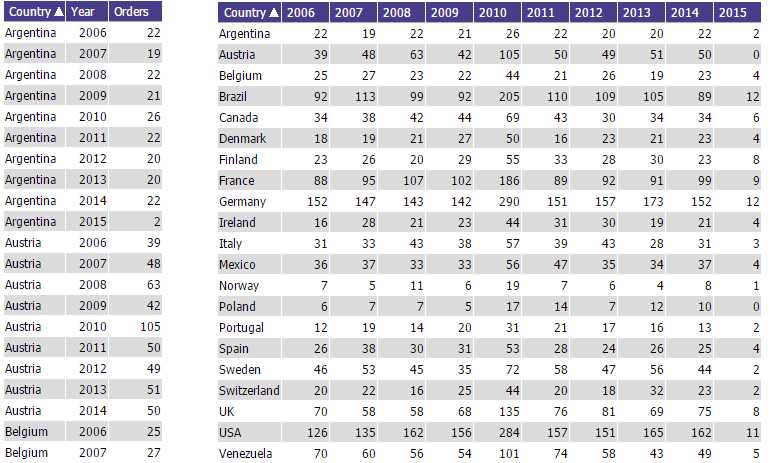 Country Year Orders
Argentina 2006 22
Argentina 2007 19
Argentina 2008 22
Argentina 2009 21
Argentina 2010 26
Argentina 2011 22
Argentina 2012 20
Argentina 2013 20
Argentina 2014 22
Argentina 2015 2
Austria 2006 39
Austria 2007 48
Austria 2008 63
Austria 2009 42
Austria 2010 105
Austria 2011 50
Austria 2012 49
Austria 2013 51
Austria 2014 50
Belgium 2006 25
Belgium 2007 27
Country 2006 2007 2008 2009 2010 2011 2012 2013 2014 2015
Argentina 22 19 22 21 26 22 20 20 22 2
Austria 39 48 63 42 105 50 49 51 50 0
Belgium 25 27 23 22 44 21 26 19 23 4
Brazil 92 113 99 92 205 110 109 105 89 12
Canada 34 38 42 44 69 43 30 34 34 6
Denmark 18 19 21 27 50 16 23 21 23 4
Finland 23 26 20 29 55 33 28 30 23 8
France 88 95 107 102 186 89 92 91 99 9
Germany 152 147 143 142 290 151 157 173 152 12
Ireland 16 28 21 23 44 31 30 19 21 4
Italy 31 33 43 38 57 39 43 28 31 3
Mexico 36 37 33 33 56 47 35 34 37 4
Norway 7 5 11 6 19 7 6 4 8 1
Poland 6 7 7 5 17 14 7 12 10 0
Portugal 12 19 14 20 31 21 17 16 13 2
Spain 26 38 30 31 53 28 24 26 25 4
Sweden 46 53 45 35 72 58 47 56 44 2
Switzerland 20 22 16 25 44 20 18 32 23 2
UK 70 58 58 68 135 76 81 69 75 8
USA 126 135 162 156 284 157 151 165 162 11
Venezuela 70 60 56 54 101 74 58 43 49 5